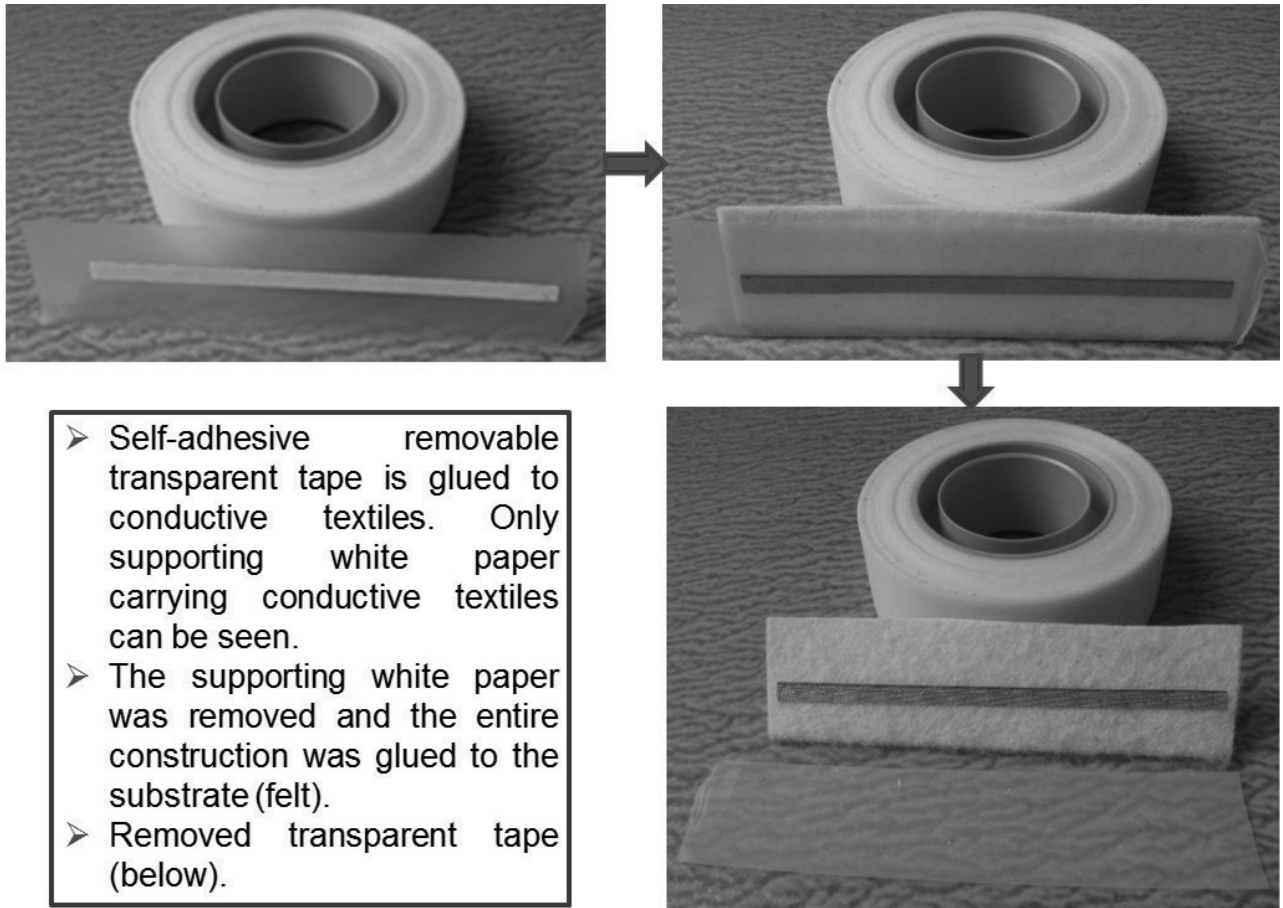 ➢ Self-adhesive removable
transparent tape is glued to
conductive textiles. Only
supporting white paper
carrying conductive textiles
can be seen.
➢ The supporting white paper
was removed and the entire
construction was glued to the
substrate (felt).
➢ Removed transparent tape
(below).